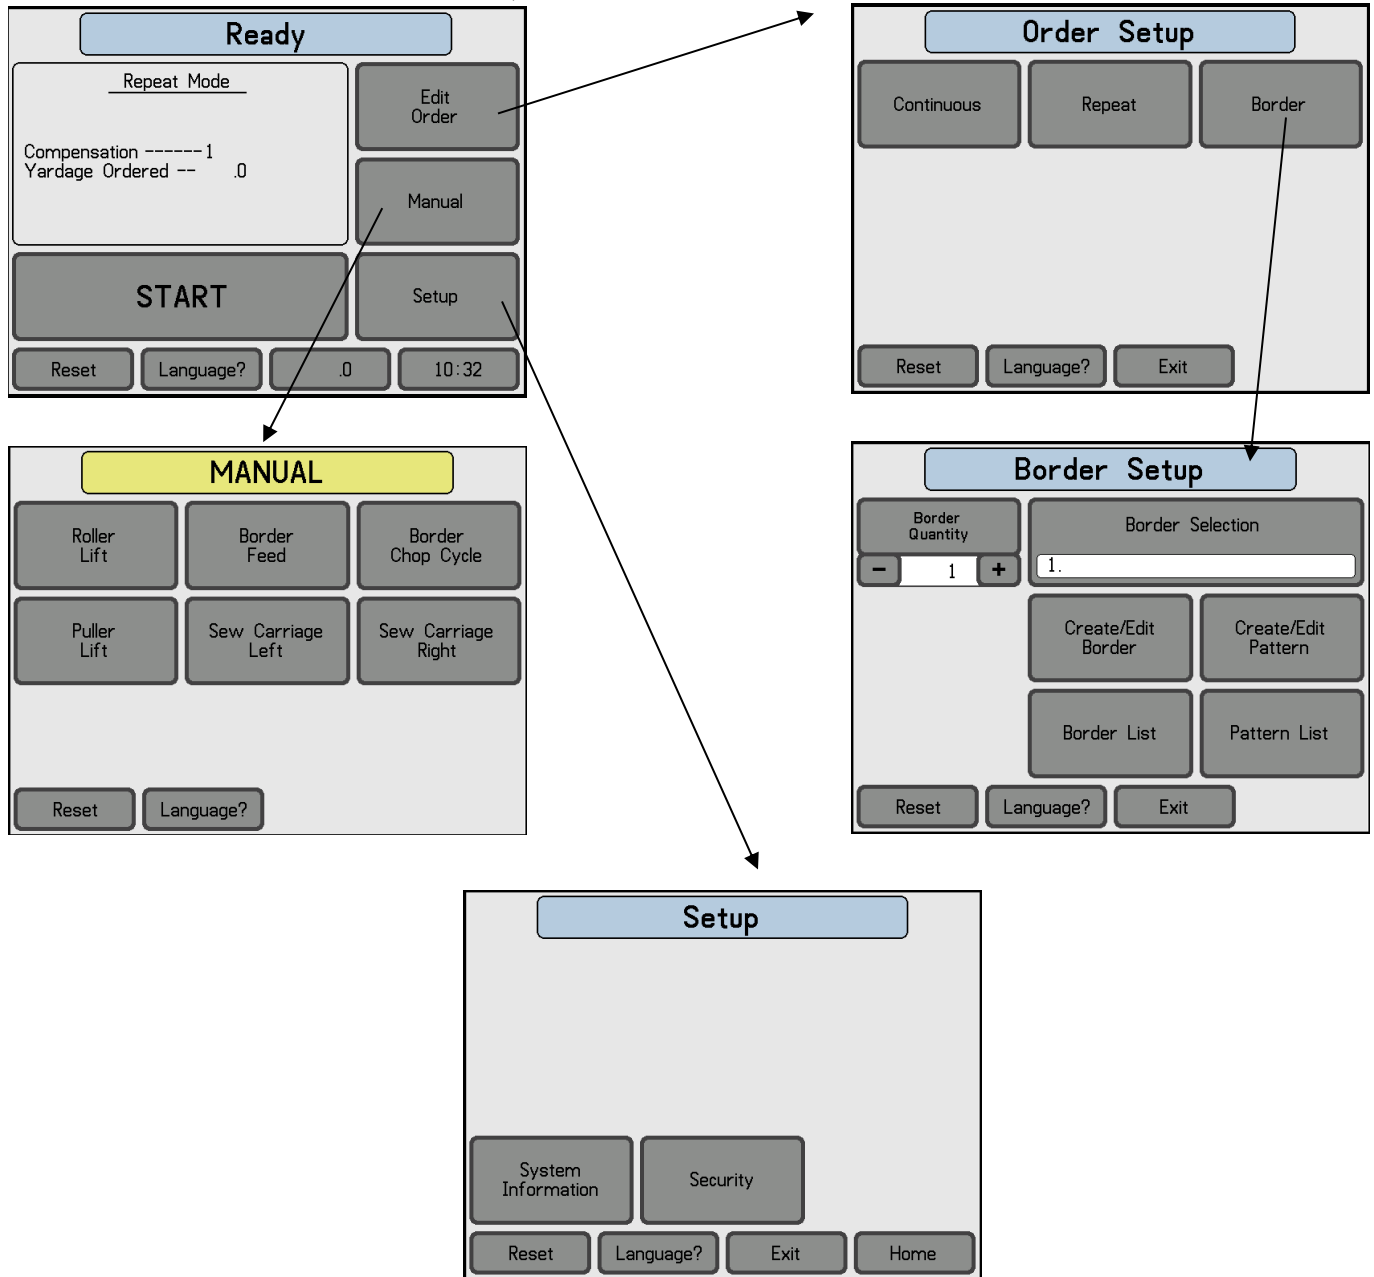 Ready
Repeat Mode
Compensation ------1
Yardage Ordered -- .0
Edit
Order
Manual
START
Setup
Reset
Language?
.0
10:32
Order Setup
Continuous
Repeat
Border
Reset
Language?
Exit
MANUAL
Roller
Lift
Border
Feed
Border
Chop Cycle
Puller
Lift
Sew Carriage
Left
Sew Carriage
Right
Reset
Language?
Border Setup
Border
Quantity
- 1 +
Border Selection
1.
Create/Edit
Border
Create/Edit
Pattern
Border List
Pattern List
Reset
Language?
Exit
Setup
System
Information
Security
Reset
Language?
Exit
Home